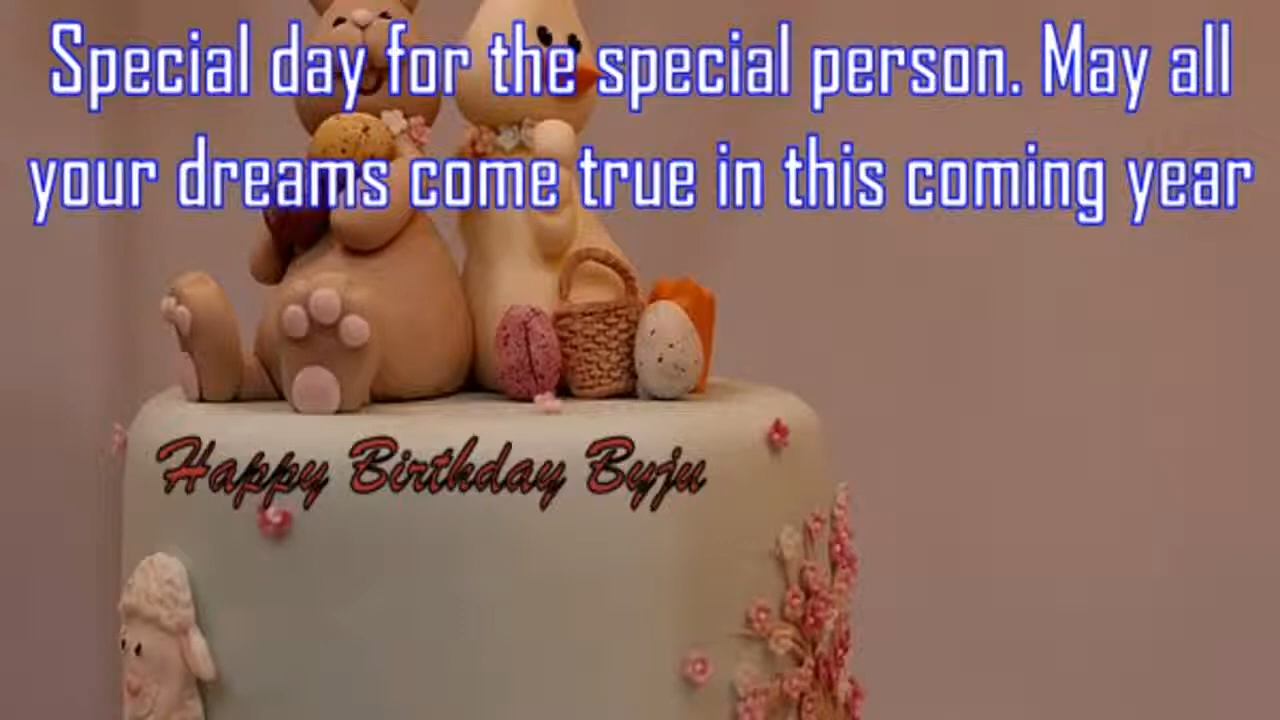 Special day for the special person. May all
your dreams come true in this coming year
Happy Birthday Byju